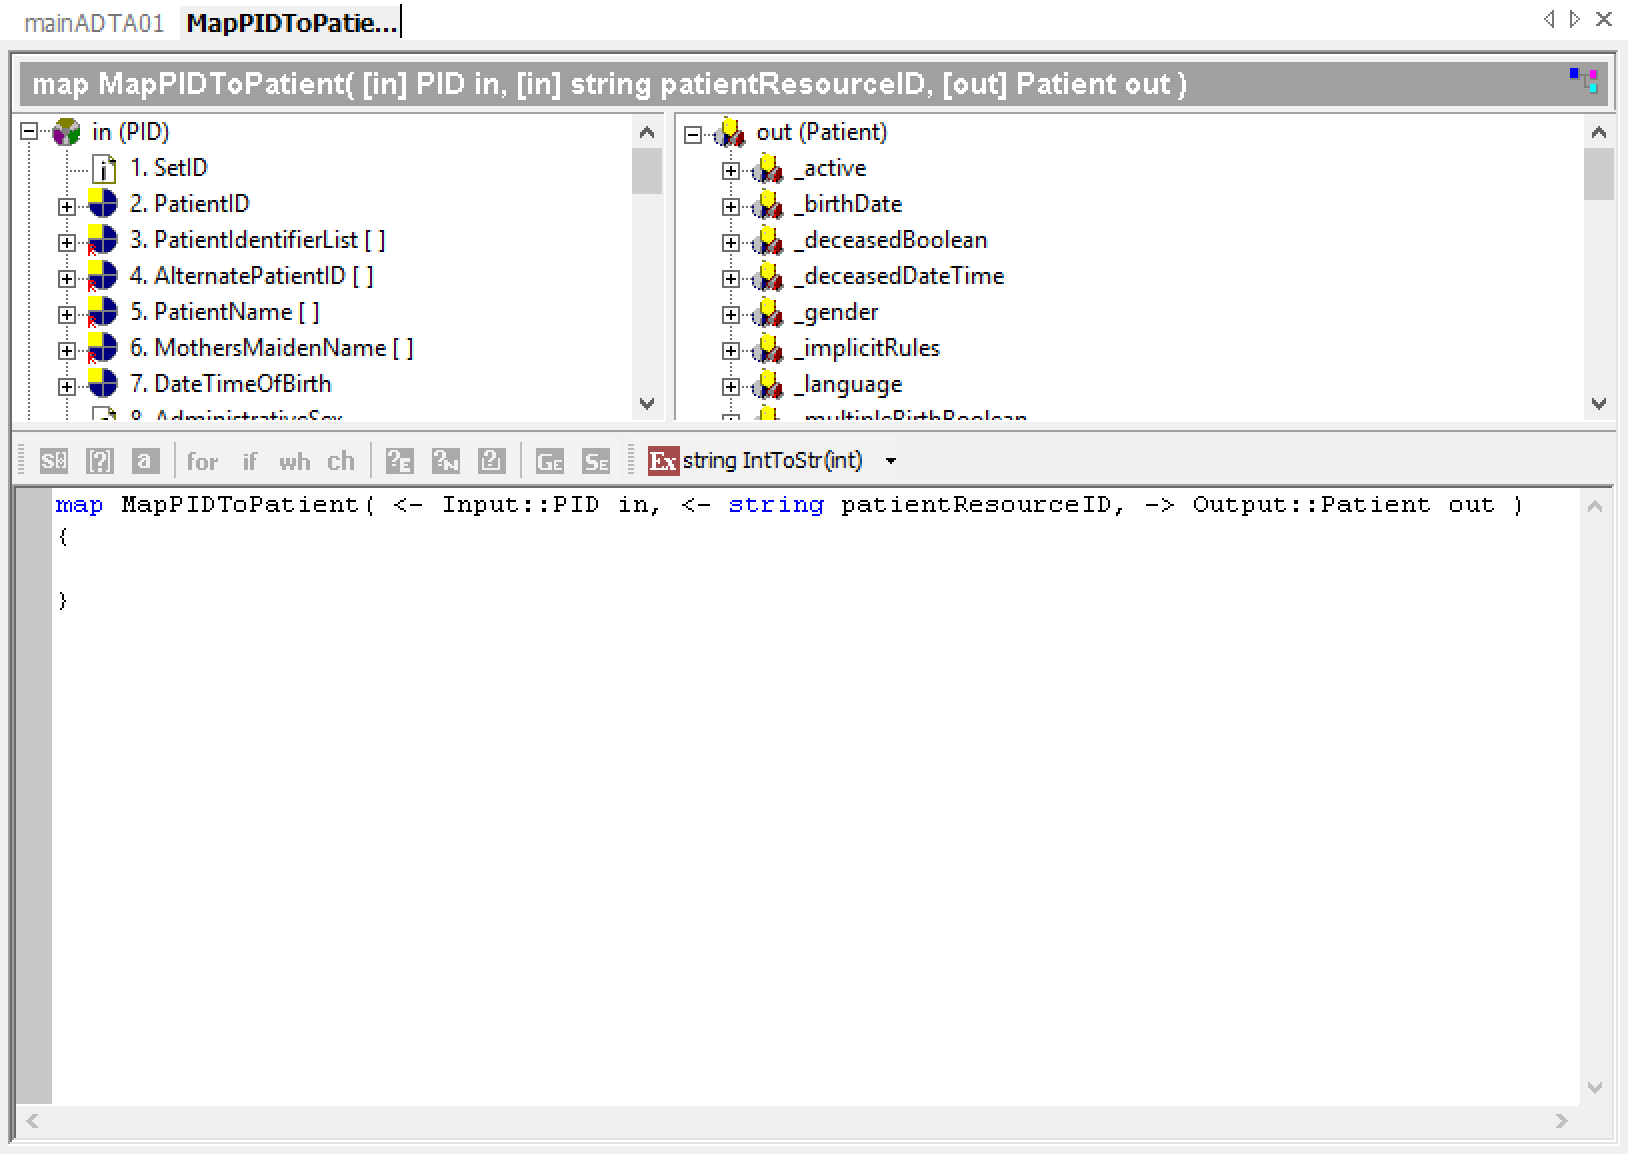 mainADTA01 MapPIDToPatie...
map MapPIDToPatient( [in] PID in, [in] string patientResourceID, [out] Patient out )
in (PID)
1. SetID
2. PatientID
3. PatientIdentifierList [ ]
4. AlternatePatientID [ ]
5. PatientName [ ]
6. MothersMaidenName [ ]
7. DateTimeOfBirth
8. AdministrativeSex
out (Patient)
_active
_birthDate
_deceasedBoolean
_deceasedDateTime
_gender
_implicitRules
_language
_multipleBirthBoolean
[?] a for if wh ch ?E ?N GE SE Ex string IntToStr(int)
map MapPIDToPatient( <- Input::PID in, <- string patientResourceID, -> Output::Patient out )
{
}